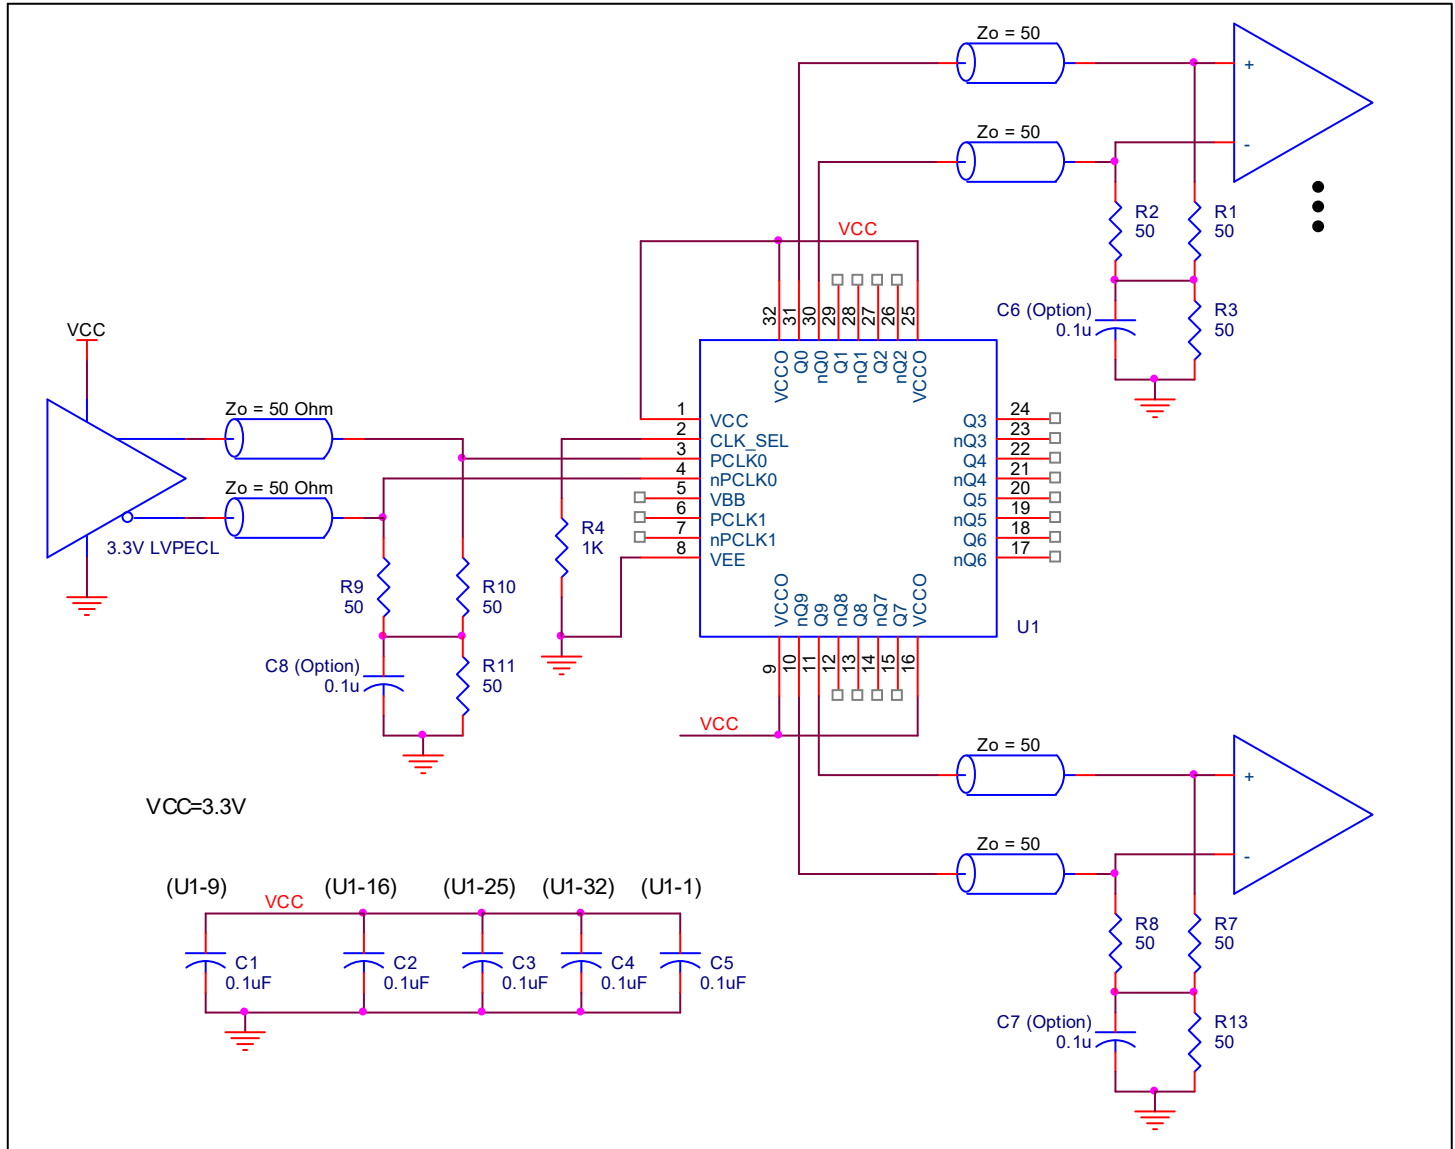 Zo = 50
+
Zo = 50
-
R2
50
R1
50
VCC
C6 (Option)
0.1u
R3
50
32
31
30
29
28
27
26
25
VCCO
Q0
nQ0
Q1
nQ1
Q2
nQ2
VCCO
VCC
Zo = 50 Ohm
Zo = 50 Ohm
3.3V LVPECL
1
VCC
2
CLK_SEL
3
PCLK0
4
nPCLK0
5
VBB
6
PCLK1
7
nPCLK1
8
VEE
Q3
24
nQ3
23
Q4
22
nQ4
21
Q5
20
nQ5
19
Q6
18
nQ6
17
R4
1K
R9
50
R10
50
C8 (Option)
0.1u
R11
50
VCCO
nQ9
Q9
nQ8
Q8
nQ7
Q7
VCCO
U1
9
10
11
12
13
14
15
16
VCC
Zo = 50
+
Zo = 50
-
R8
50
R7
50
C7 (Option)
0.1u
R13
50
VCC=3.3V
(U1-9)
(U1-16)
(U1-25)
(U1-32)
(U1-1)
VCC
C1
0.1uF
C2
0.1uF
C3
0.1uF
C4
0.1uF
C5
0.1uF